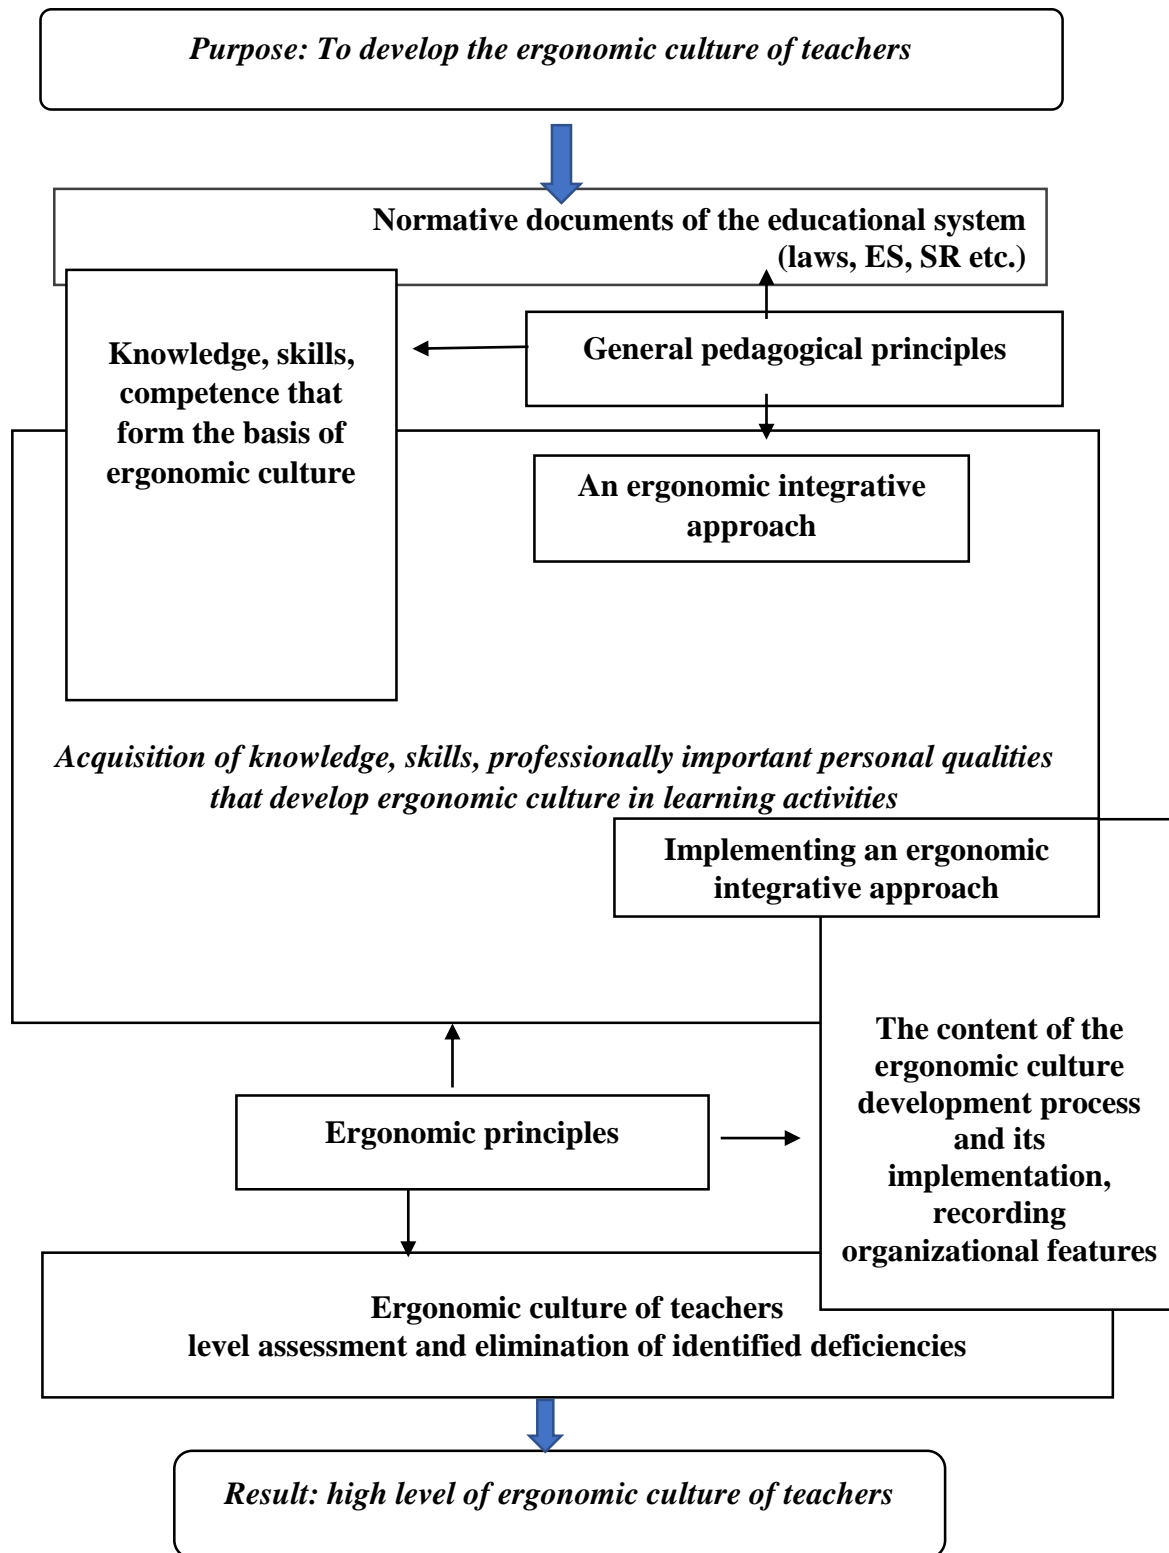 Purpose: To develop the ergonomic culture of teachers
Normative documents of the educational system
(laws, ES, SR etc.)
Knowledge, skills,
competence that
form the basis of
ergonomic culture
General pedagogical principles
An ergonomic integrative
approach
Acquisition of knowledge, skills, professionally important personal qualities
that develop ergonomic culture in learning activities
Implementing an ergonomic
integrative approach
The content of the
ergonomic culture
development process
and its
implementation,
recording
organizational features
Ergonomic principles
Ergonomic culture of teachers
level assessment and elimination of identified deficiencies
Result: high level of ergonomic culture of teachers